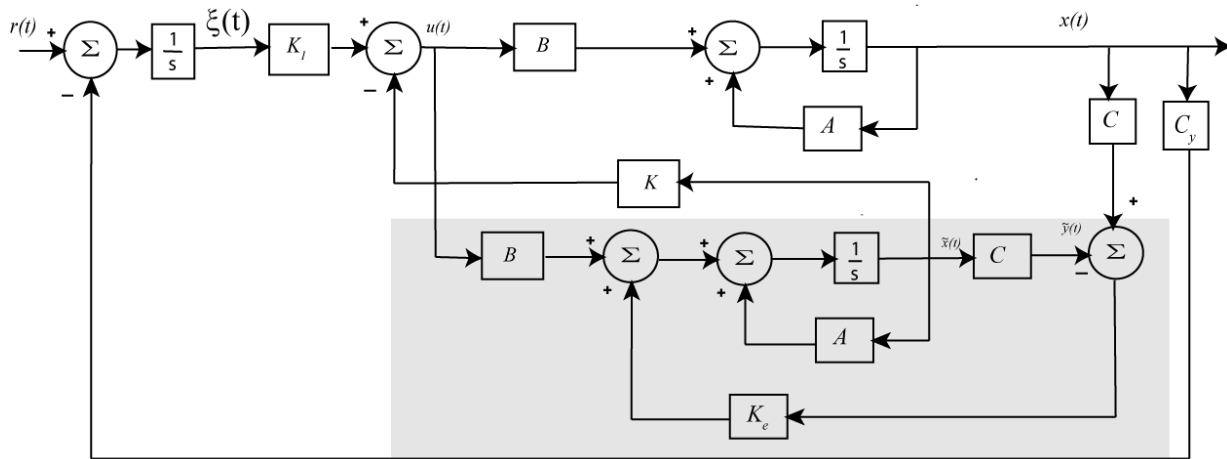 r(t) + Σ − 1/s ξ(t) K_I + Σ − u(t) B + Σ + 1/s x(t)
A
C
C_y
K
B + Σ + + Σ + 1/s x̃(t) C ỹ(t) + Σ −
A
K_e